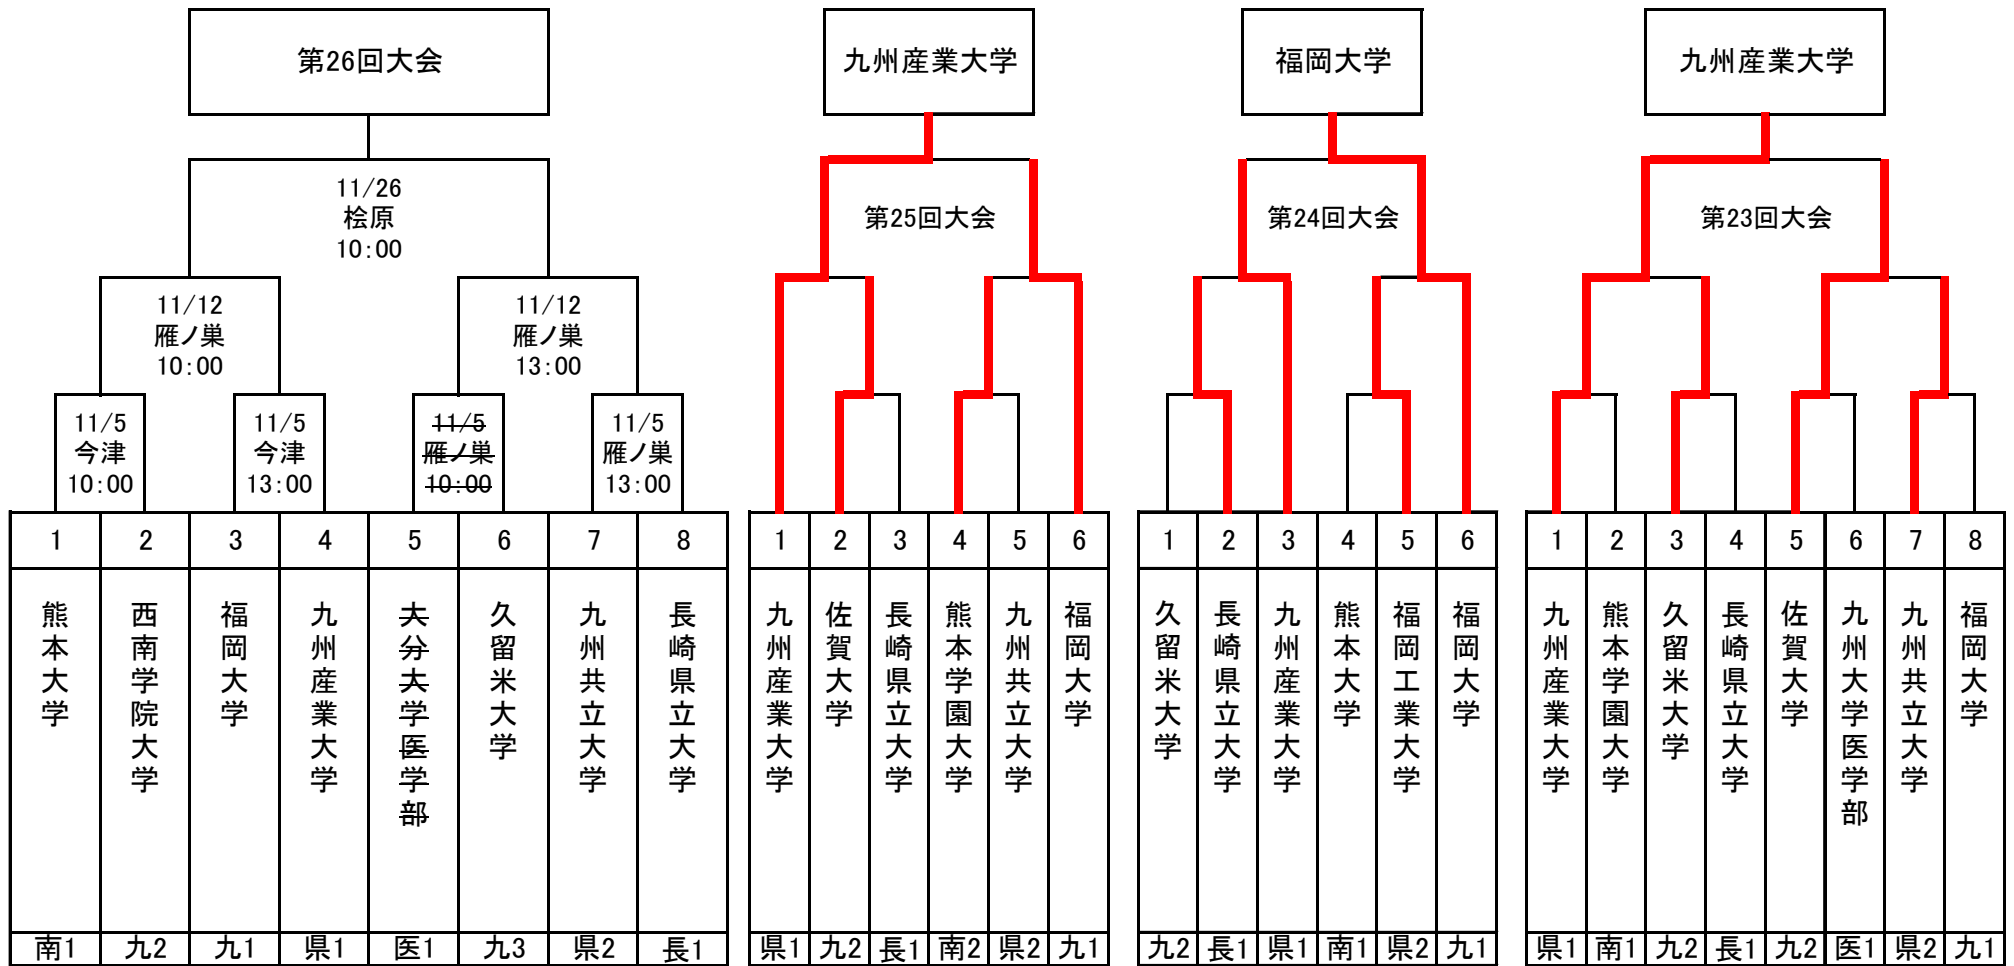 第26回大会
11/26
桧原
10:00
11/12
雁ノ巣
10:00
11/12
雁ノ巣
13:00
11/5
今津
10:00
11/5
今津
13:00
11/5
雁ノ巣
10:00
11/5
雁ノ巣
13:00
1 2 3 4 5 6 7 8
熊本大学
西南学院大学
福岡大学
九州産業大学
大分大学医学部
久留米大学
九州共立大学
長崎県立大学
南1 九2 九1 県1 医1 九3 県2 長1
九州産業大学
第25回大会
1 2 3 4 5 6
九州産業大学
佐賀大学
長崎県立大学
熊本学園大学
九州共立大学
福岡大学
県1 九2 長1 南2 県2 九1
福岡大学
第24回大会
1 2 3 4 5 6
久留米大学
長崎県立大学
九州産業大学
熊本大学
福岡工業大学
福岡大学
九2 長1 県1 南1 県2 九1
九州産業大学
第23回大会
1 2 3 4 5 6 7 8
九州産業大学
熊本学園大学
久留米大学
長崎県立大学
佐賀大学
九州大学医学部
九州共立大学
福岡大学
県1 南1 九2 長1 九2 医1 県2 九1